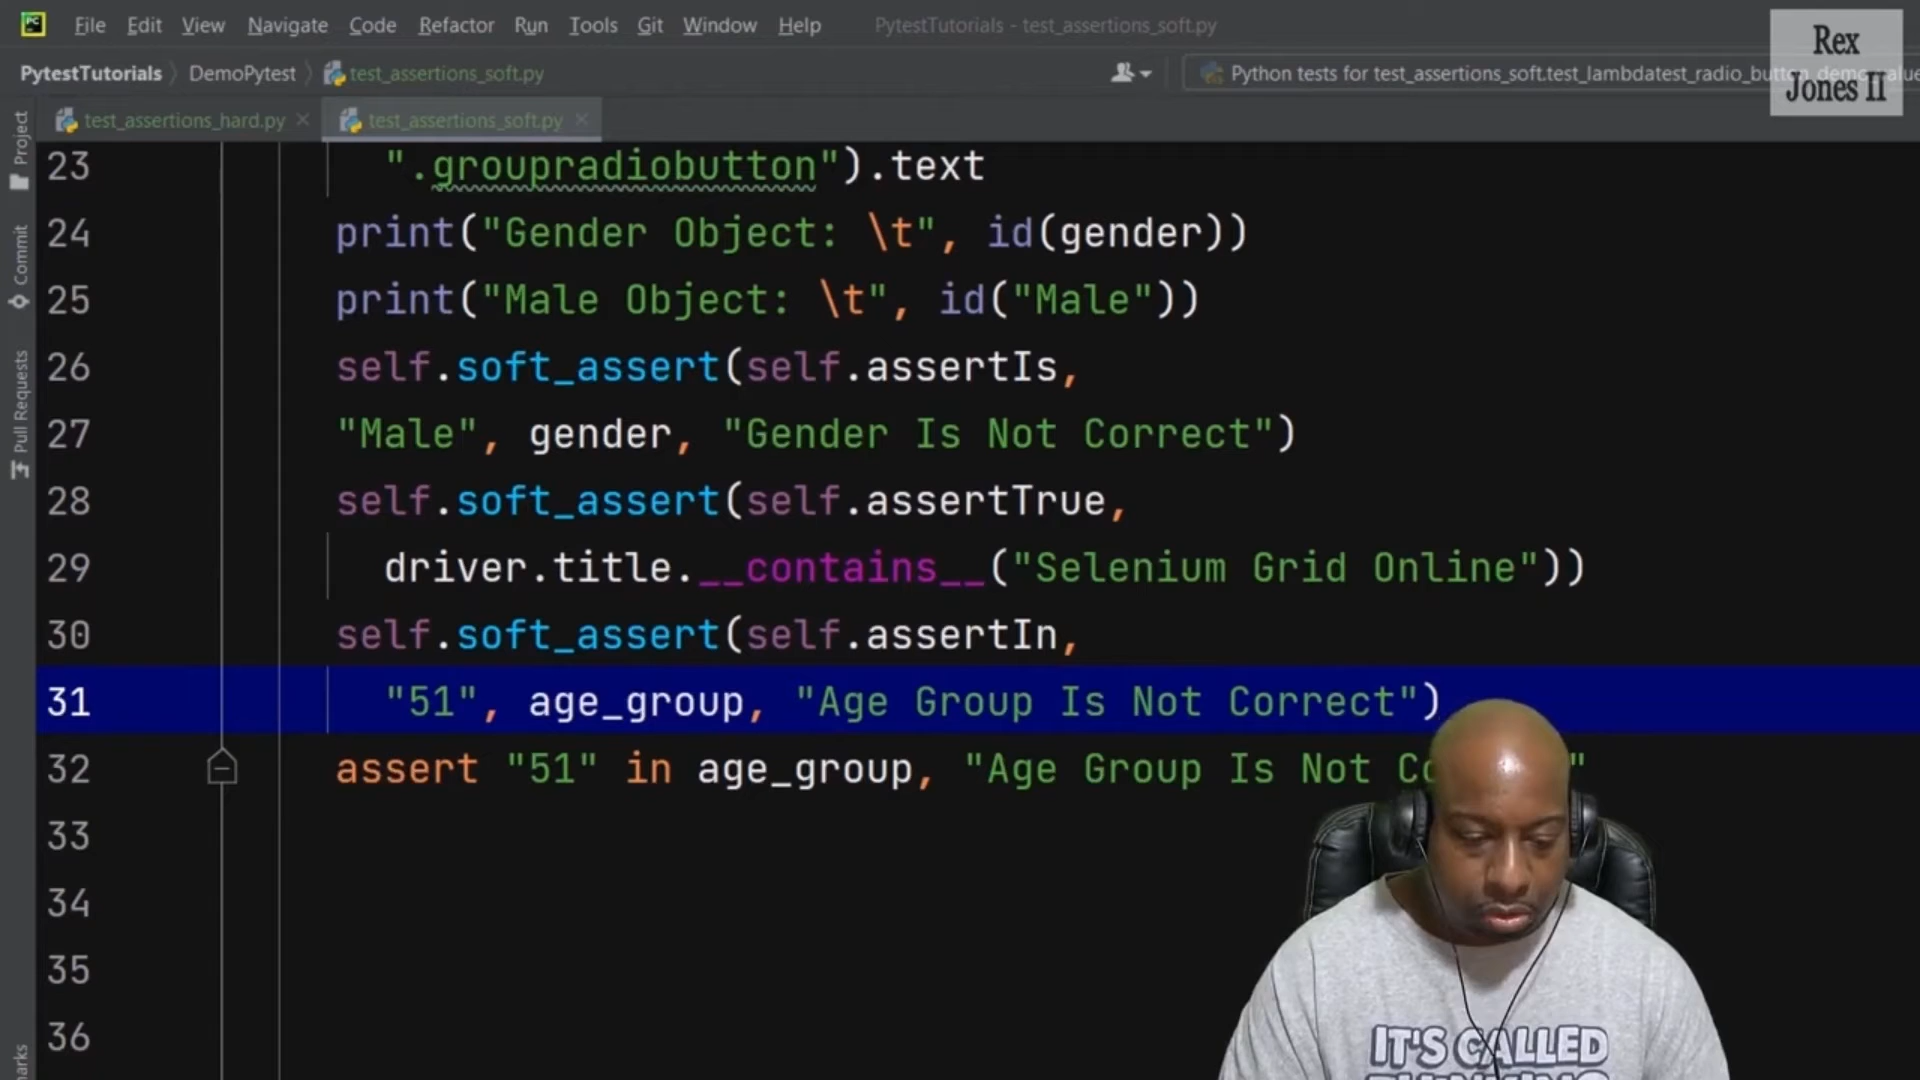 File Edit View Navigate Code Refactor Run Tools Git Window Help PytestTutorials - test_assertions_soft.py
Rex
Jones II
PytestTutorials DemoPytest test_assertions_soft.py Python tests for test_assertions_soft.test_lambdatest_radio_button_demo_value
test_assertions_hard.py test_assertions_soft.py
Project
Commit
Pull Requests
23 ".groupradiobutton").text
24 print("Gender Object: \t", id(gender))
25 print("Male Object: \t", id("Male"))
26 self.soft_assert(self.assertIs,
27 "Male", gender, "Gender Is Not Correct")
28 self.soft_assert(self.assertTrue,
29 driver.title.__contains__("Selenium Grid Online"))
30 self.soft_assert(self.assertIn,
31 "51", age_group, "Age Group Is Not Correct")
32 assert "51" in age_group, "Age Group Is Not
33
34
35
36
IT'S CALLED